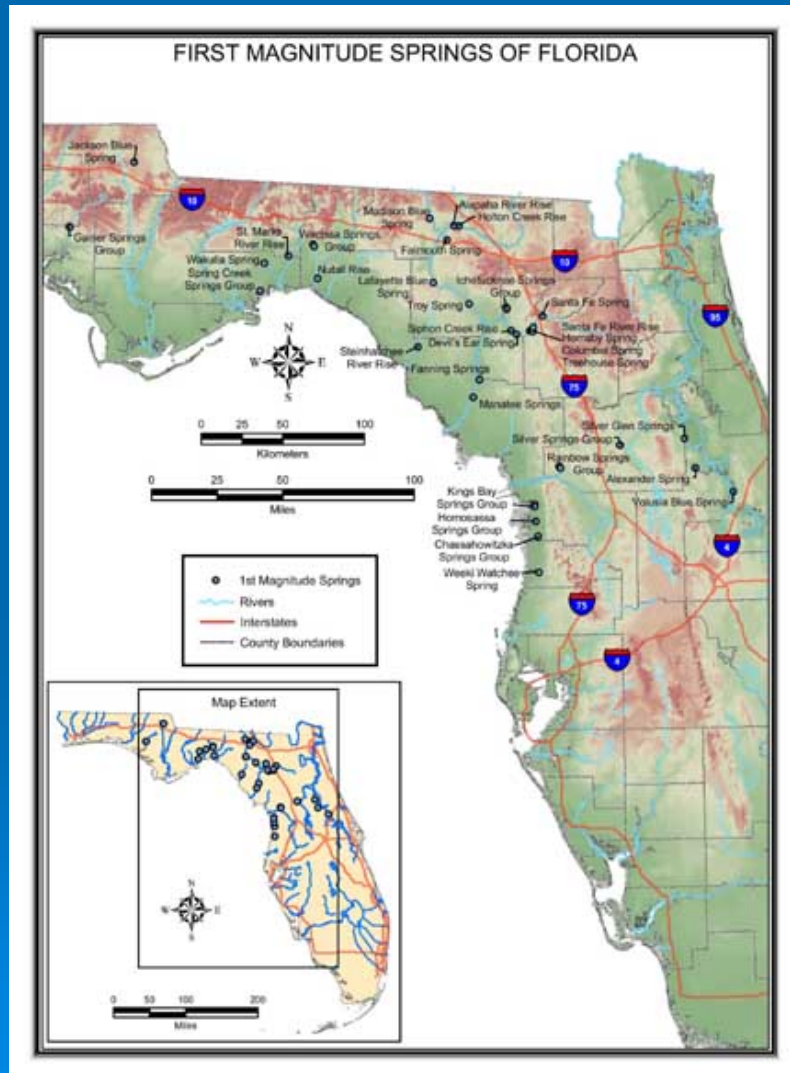 FIRST MAGNITUDE SPRINGS OF FLORIDA
Jackson Blue
Spring
10
Gainer Springs
Group
St. Marks
River Rise
Wakulla Spring
Spring Creek
Springs Group
Wacissa Springs
Group
Nutall Rise
Madison Blue
Spring
Alapaha River Rise
Holton Creek Rise
Falmouth Spring
10
Lafayette Blue
Spring
Ichetucknee Springs
Group
Troy Spring
Santa Fe Spring
95
Siphon Creek Rise
Devil's Ear Spring
Santa Fe River Rise
Hornsby Spring
Columbia Spring
Treehouse Spring
Steinhatchee
River Rise
Fanning Springs
75
Manatee Springs
N
W
E
S
0 25 50 100
Kilometers
0 25 50 100
Miles
Silver Glen Springs
Silver Springs Group
Rainbow Springs
Group
Alexander Spring
Volusia Blue Spring
Kings Bay
Springs Group
Homosassa
Springs Group
Chassahowitzka
Springs Group
Weeki Watchee
Spring
4
75
4
1st Magnitude Springs
Rivers
Interstates
County Boundaries
Map Extent
N
W
E
S
0 50 100 200
Miles